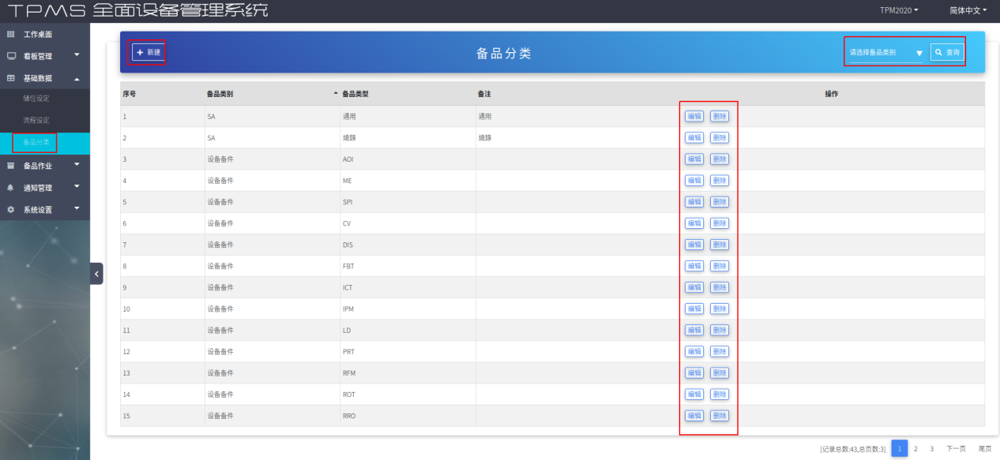 TPMS 全面设备管理系统
TPM2020
简体中文
工作桌面
看板管理
基础数据
储位设定
流程设定
备品分类
备品作业
通知管理
系统设置
新建
备品分类
请选择备品类别
查询
序号 备品类别 备品类型 备注 操作
1 SA 通用 通用 编辑 删除
2 SA 燒錄 燒錄 编辑 删除
3 设备备件 AOI 编辑 删除
4 设备备件 ME 编辑 删除
5 设备备件 SPI 编辑 删除
6 设备备件 CV 编辑 删除
7 设备备件 DIS 编辑 删除
8 设备备件 FBT 编辑 删除
9 设备备件 ICT 编辑 删除
10 设备备件 IPM 编辑 删除
11 设备备件 LD 编辑 删除
12 设备备件 PRT 编辑 删除
13 设备备件 RFM 编辑 删除
14 设备备件 ROT 编辑 删除
15 设备备件 RRO 编辑 删除
[记录总数:43,总页数:3] 1 2 3 下一页 尾页